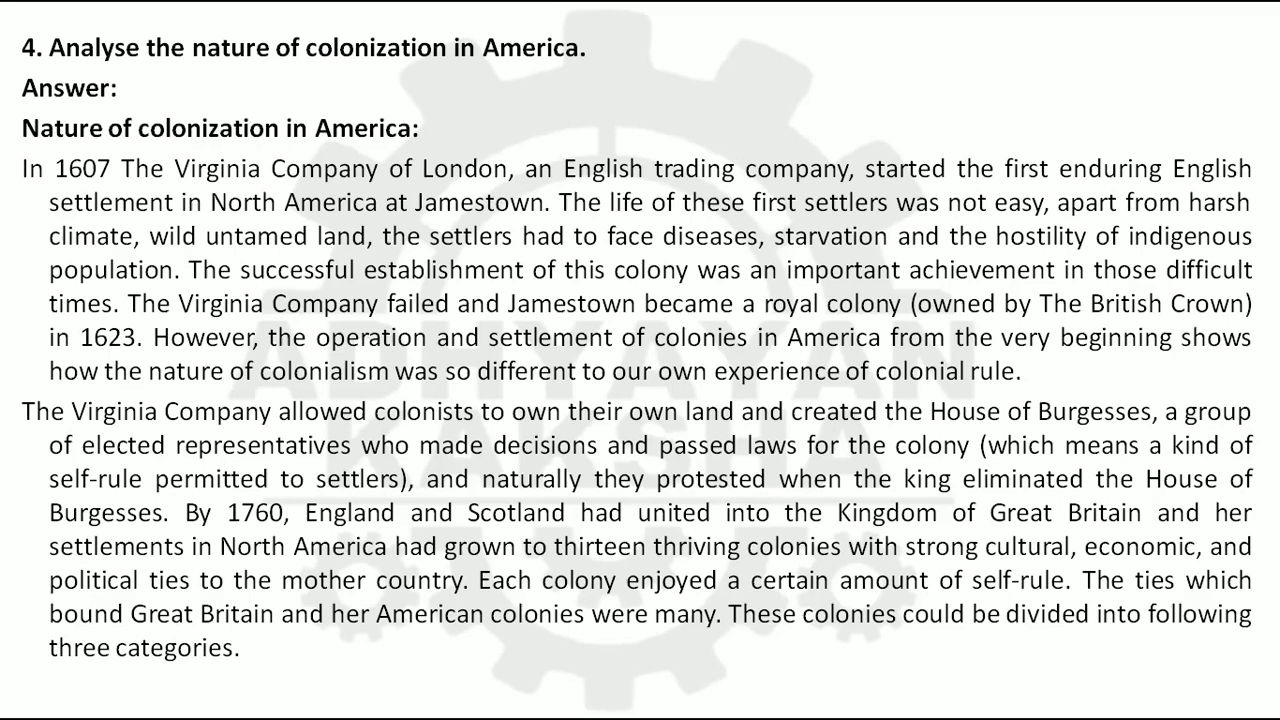 4. Analyse the nature of colonization in America.
Answer:
Nature of colonization in America:
In 1607 The Virginia Company of London, an English trading company, started the first enduring English
settlement in North America at Jamestown. The life of these first settlers was not easy, apart from harsh
climate, wild untamed land, the settlers had to face diseases, starvation and the hostility of indigenous
population. The successful establishment of this colony was an important achievement in those difficult
times. The Virginia Company failed and Jamestown became a royal colony (owned by The British Crown)
in 1623. However, the operation and settlement of colonies in America from the very beginning shows
how the nature of colonialism was so different to our own experience of colonial rule.
The Virginia Company allowed colonists to own their own land and created the House of Burgesses, a group
of elected representatives who made decisions and passed laws for the colony (which means a kind of
self-rule permitted to settlers), and naturally they protested when the king eliminated the House of
Burgesses. By 1760, England and Scotland had united into the Kingdom of Great Britain and her
settlements in North America had grown to thirteen thriving colonies with strong cultural, economic, and
political ties to the mother country. Each colony enjoyed a certain amount of self-rule. The ties which
bound Great Britain and her American colonies were many. These colonies could be divided into following
three categories.
ADHYAYAN
KAKSHA